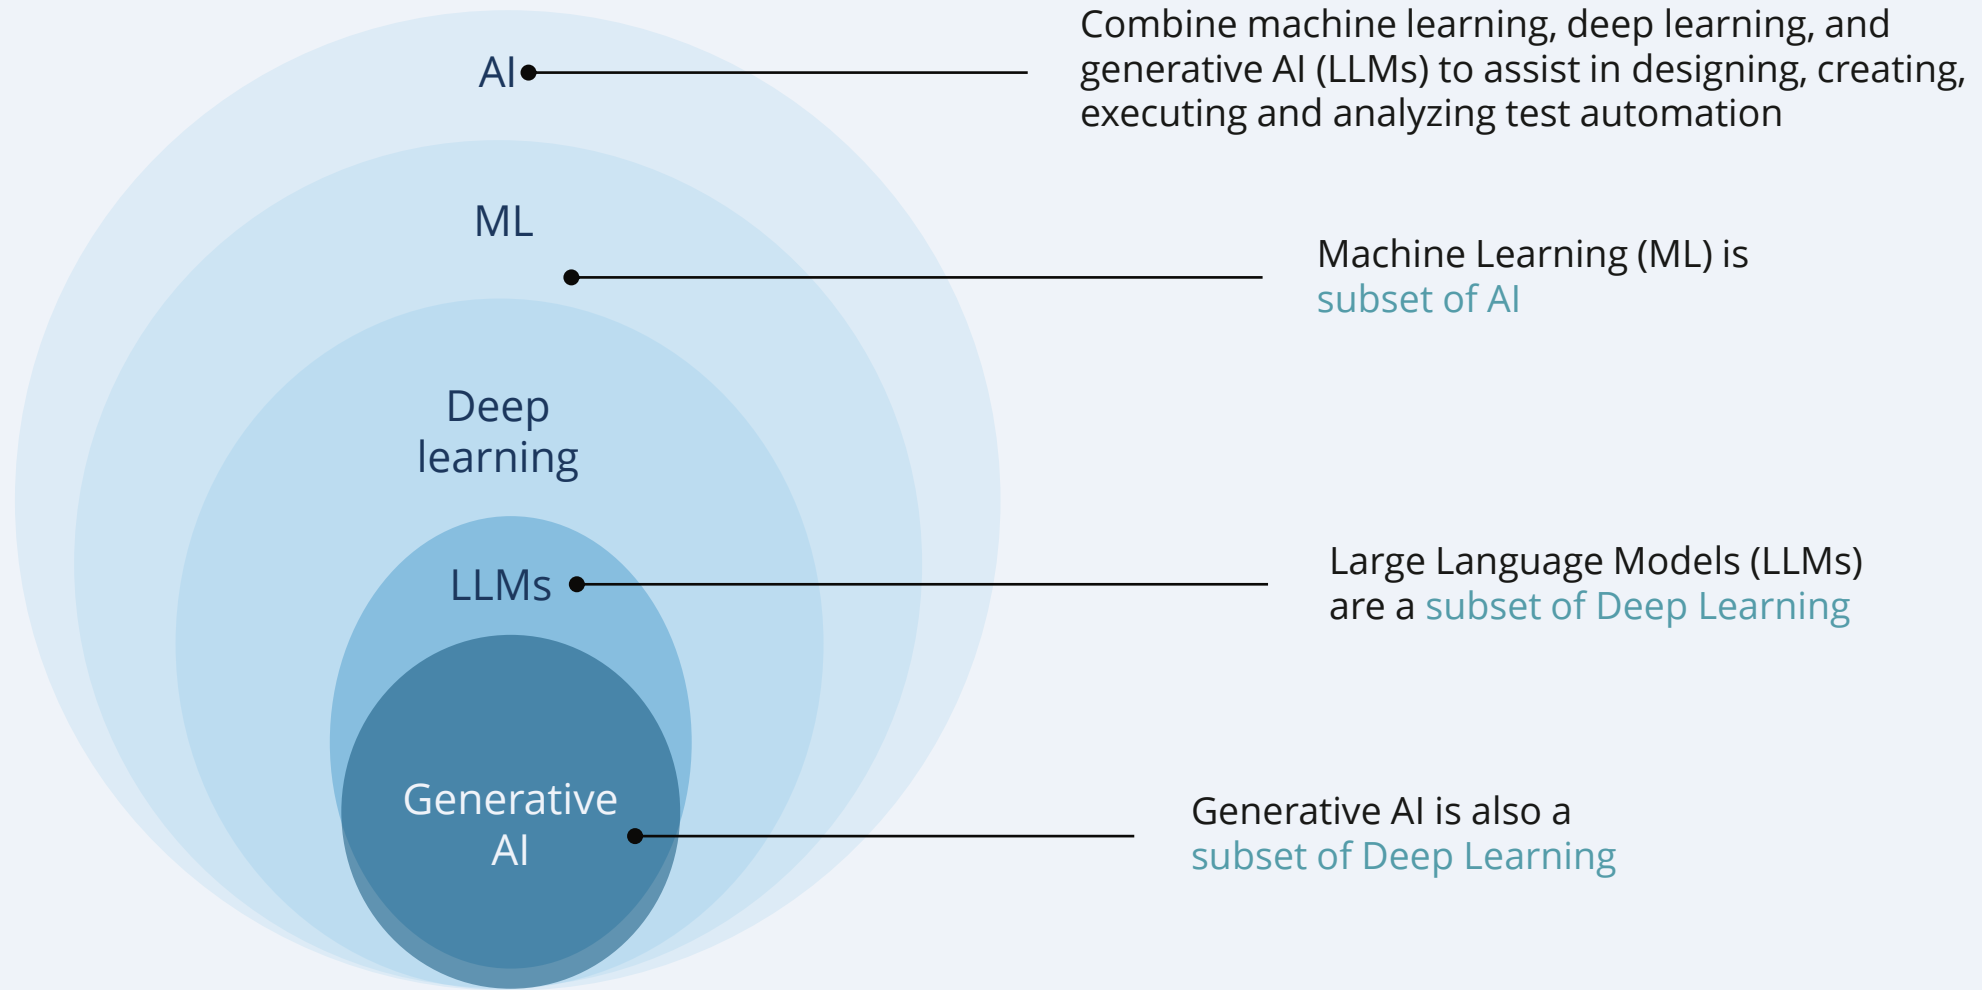 AI
Combine machine learning, deep learning, and
generative AI (LLMs) to assist in designing, creating,
executing and analyzing test automation
ML
Machine Learning (ML) is
subset of AI
Deep
learning
LLMs
Large Language Models (LLMs)
are a subset of Deep Learning
Generative
AI
Generative AI is also a
subset of Deep Learning